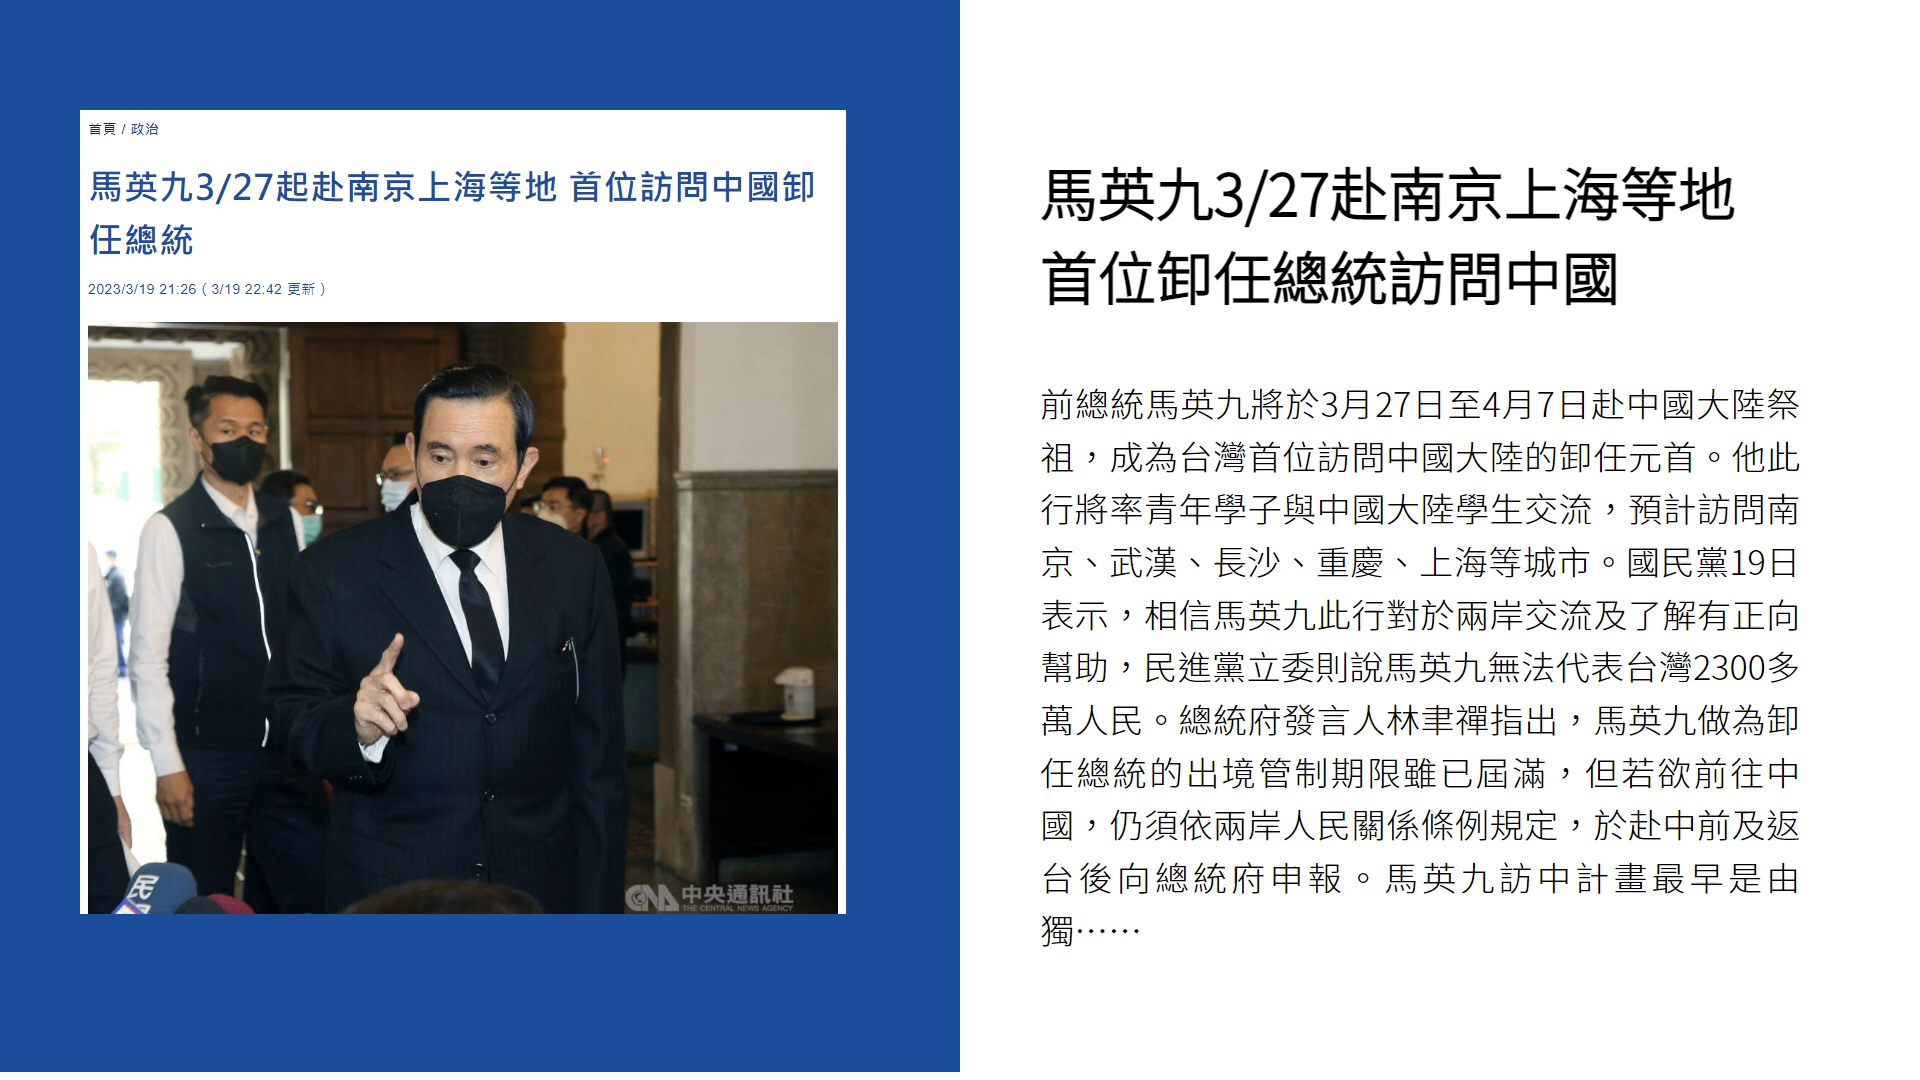 首頁 / 政治
馬英九3/27起赴南京上海等地 首位訪問中國卸
任總統
2023/3/19 21:26（3/19 22:42 更新）
民
CNA 中央通訊社
THE CENTRAL NEWS AGENCY
馬英九3/27赴南京上海等地
首位卸任總統訪問中國
前總統馬英九將於3月27日至4月7日赴中國大陸祭
祖，成為台灣首位訪問中國大陸的卸任元首。他此
行將率青年學子與中國大陸學生交流，預計訪問南
京、武漢、長沙、重慶、上海等城市。國民黨19日
表示，相信馬英九此行對於兩岸交流及了解有正向
幫助，民進黨立委則說馬英九無法代表台灣2300多
萬人民。總統府發言人林聿禪指出，馬英九做為卸
任總統的出境管制期限雖已屆滿，但若欲前往中
國，仍須依兩岸人民關係條例規定，於赴中前及返
台後向總統府申報。馬英九訪中計畫最早是由
獨……